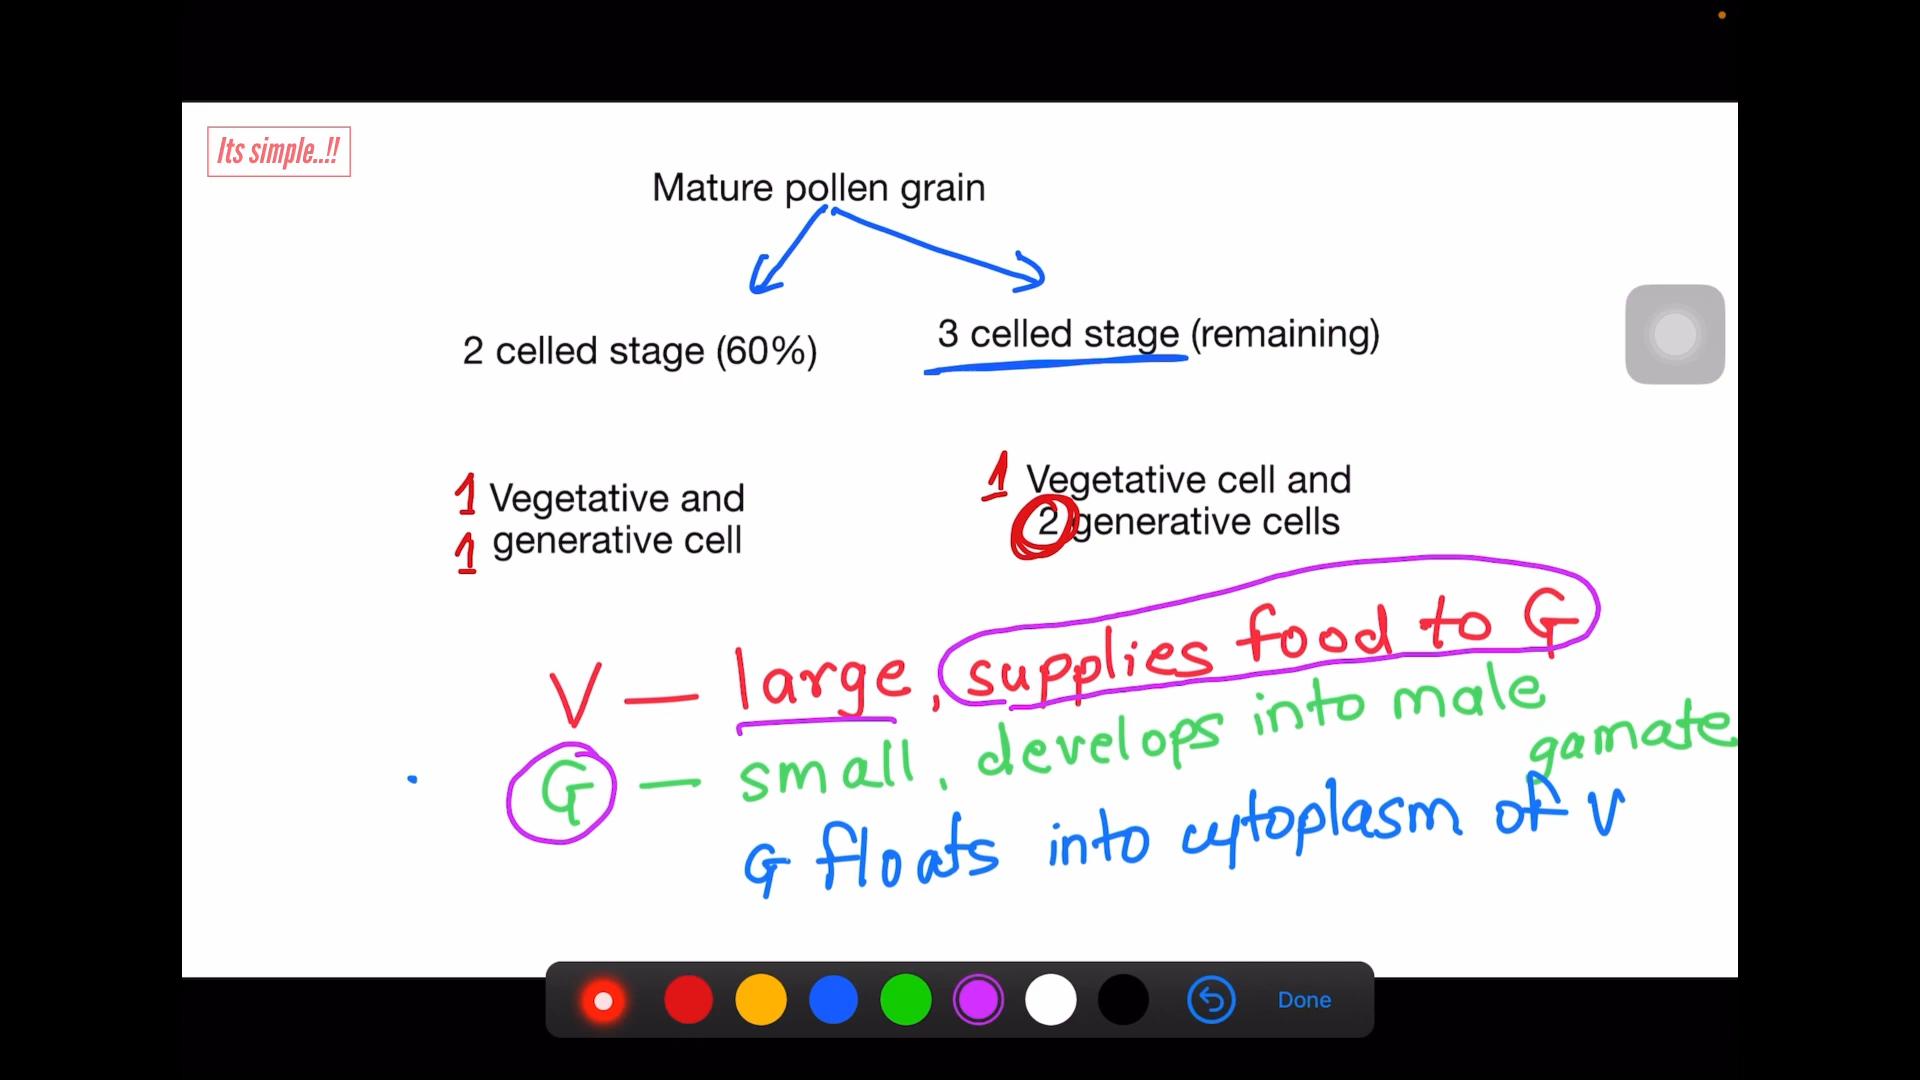 Its simple..!!
Mature pollen grain
2 celled stage (60%)
3 celled stage (remaining)
1 Vegetative and
1 generative cell
1 Vegetative cell and
2 generative cells
V — large, supplies food to G
G — small, develops into male
gamate
G floats into cytoplasm of V
Done